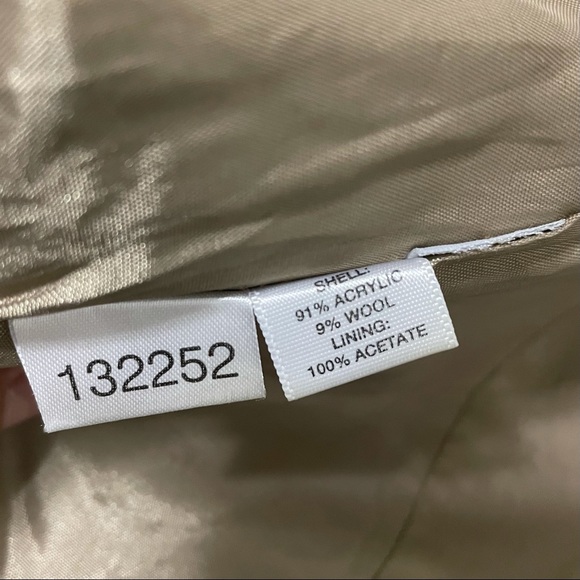 132252
SHELL:
91% ACRYLIC
9% WOOL
LINING:
100% ACETATE